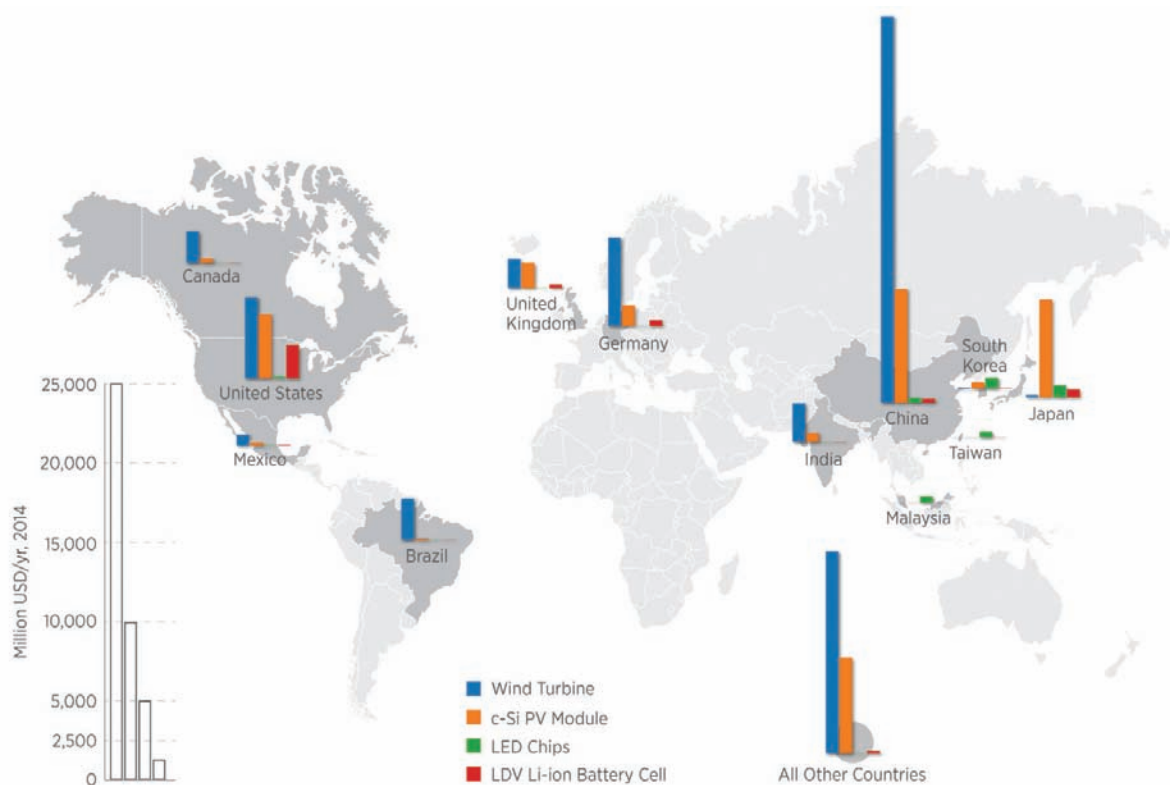 Canada
United States
Mexico
Brazil
United
Kingdom
Germany
China
India
South
Korea
Japan
Taiwan
Malaysia
All Other Countries
Million USD/yr, 2014
25,000
20,000
15,000
10,000
5,000
2,500
0
Wind Turbine
c-Si PV Module
LED Chips
LDV Li-ion Battery Cell